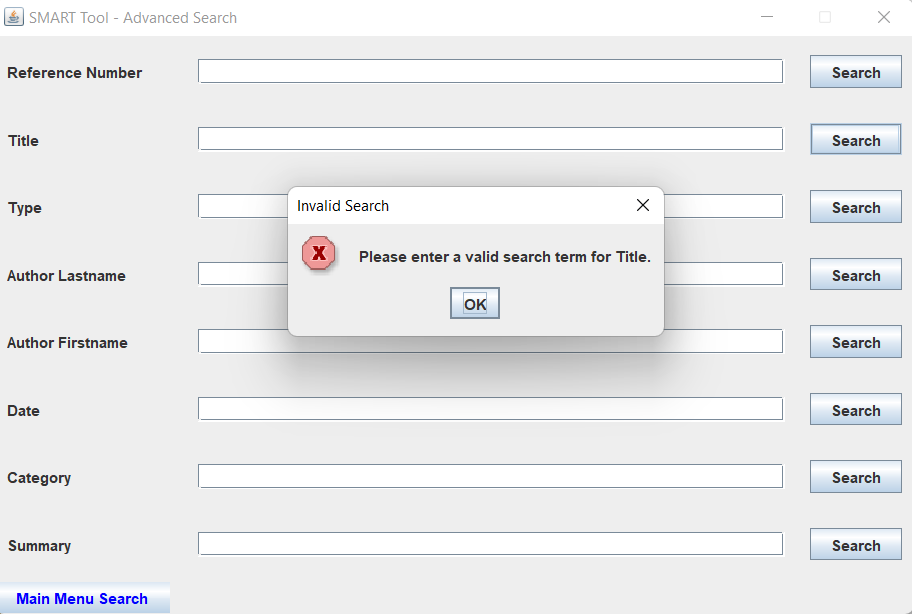 SMART Tool - Advanced Search
Reference Number Search
Title Search
Type Search
Invalid Search
Please enter a valid search term for Title.
OK
Author Lastname Search
Author Firstname Search
Date Search
Category Search
Summary Search
Main Menu Search